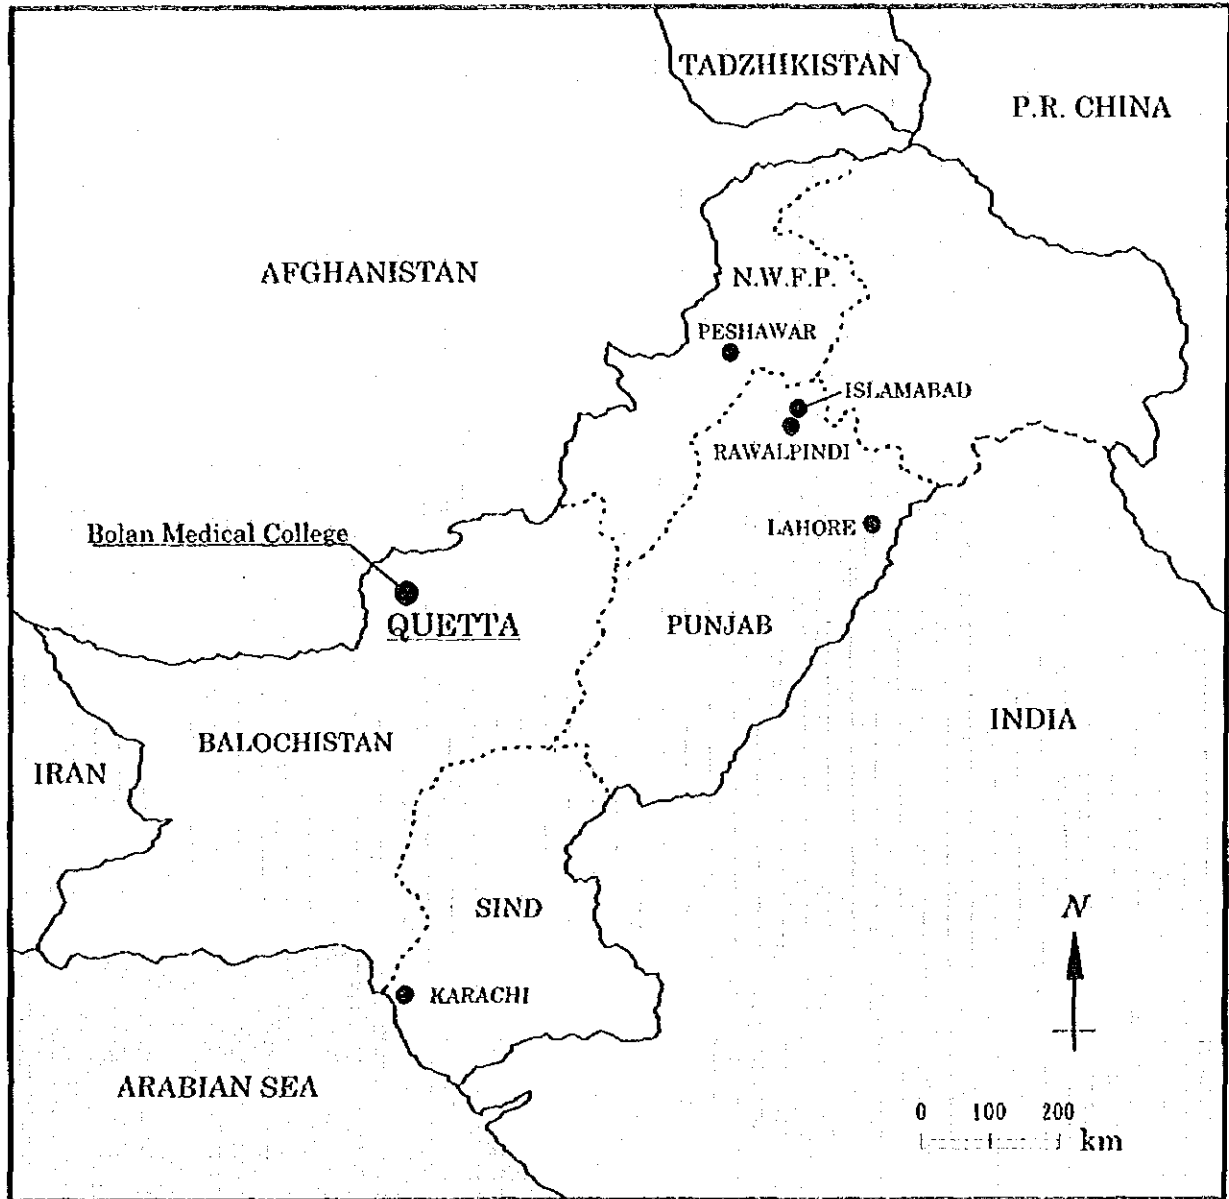 TADZHIKISTAN
P.R. CHINA
AFGHANISTAN
N.W.F.P.
PESHAWAR
ISLAMABAD
RAWALPINDI
LAHORE
Bolan Medical College
QUETTA
PUNJAB
INDIA
BALOCHISTAN
IRAN
SIND
N
KARACHI
ARABIAN SEA
0 100 200
km